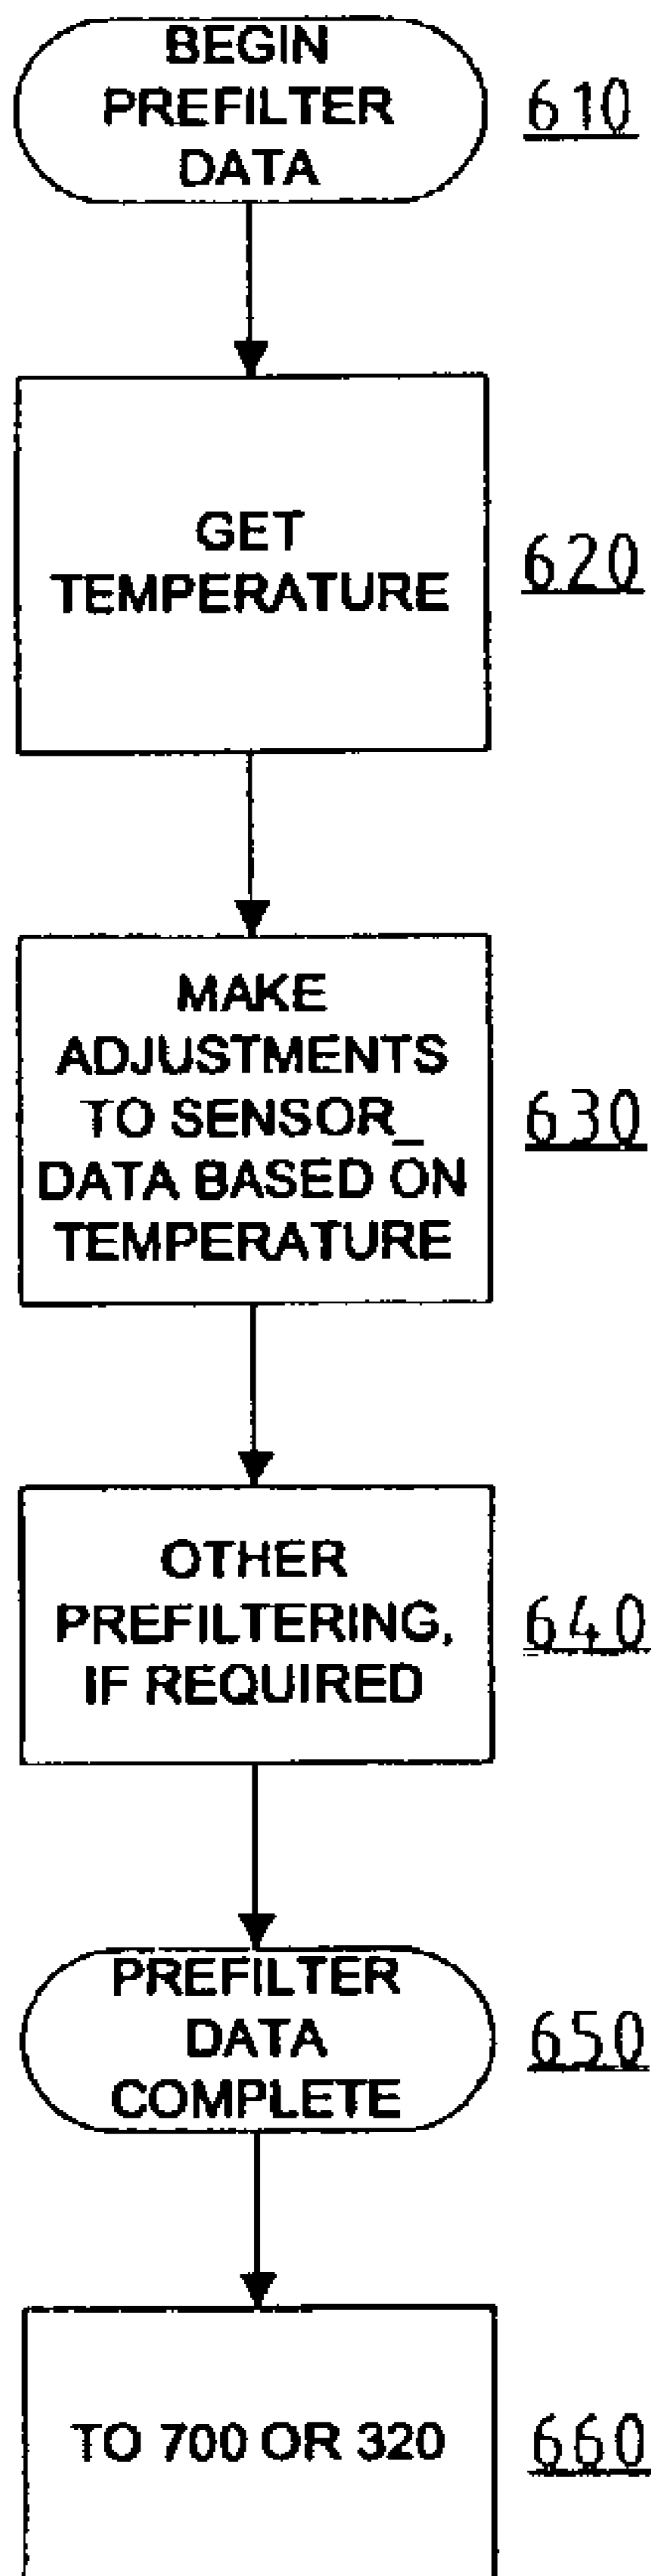 BEGIN
PREFILTER
DATA
610
GET
TEMPERATURE
620
MAKE
ADJUSTMENTS
TO SENSOR_
DATA BASED ON
TEMPERATURE
630
OTHER
PREFILTERING,
IF REQUIRED
640
PREFILTER
DATA
COMPLETE
650
TO 700 OR 320
660